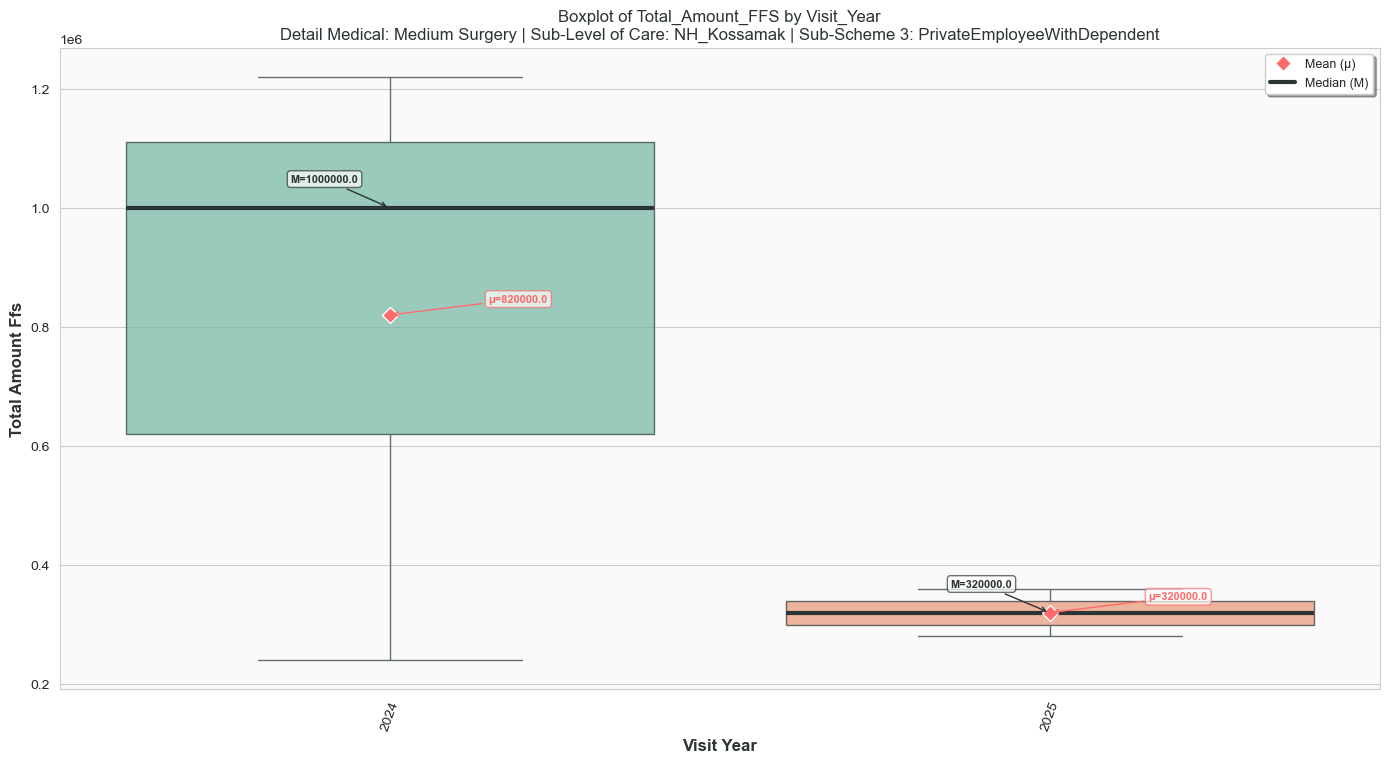 Boxplot of Total_Amount_FFS by Visit_Year
Detail Medical: Medium Surgery | Sub-Level of Care: NH_Kossamak | Sub-Scheme 3: PrivateEmployeeWithDependent
1e6
Mean (μ)
Median (M)
1.2
M=1000000.0
1.0
μ=820000.0
0.8
Total Amount Ffs
0.6
0.4
M=320000.0
μ=320000.0
0.2
2024
2025
Visit Year